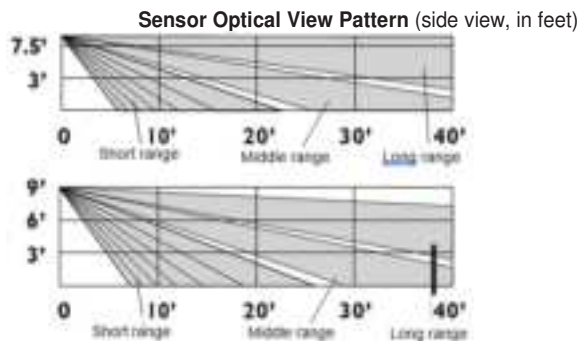 Sensor Optical View Pattern (side view, in feet)
7.5'
3'
0 10' 20' 30' 40'
Short range Middle range Long range
9'
6'
3'
0 10' 20' 30' 40'
Short range Middle range Long range